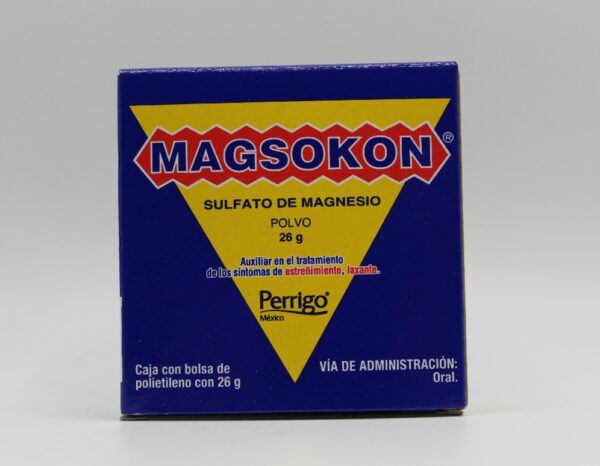 MAGSOKON®
SULFATO DE MAGNESIO
POLVO
26 g
Auxiliar en el tratamiento
de los síntomas de estreñimiento, laxante.
Perrigo®
México
Caja con bolsa de
polietileno con 26 g
VÍA DE ADMINISTRACIÓN:
Oral.